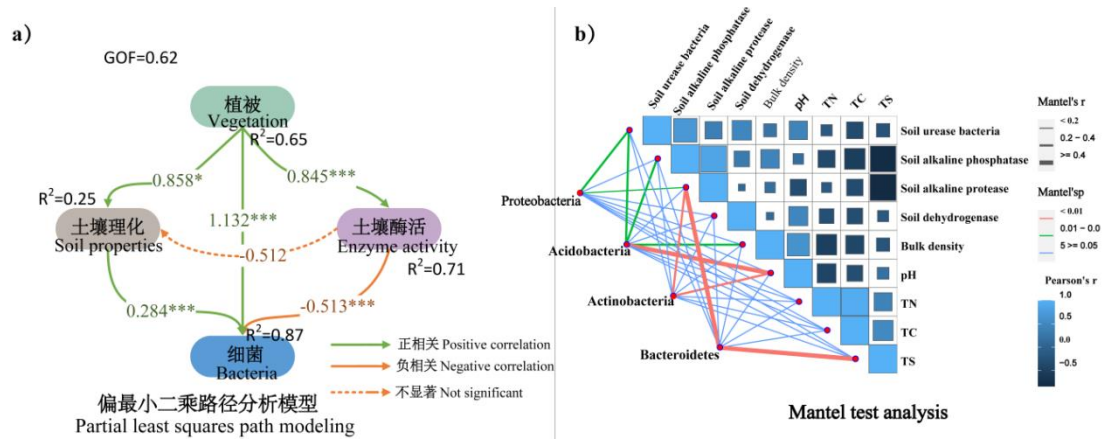 a）
GOF=0.62
植被
Vegetation
R²=0.65
0.858*
0.845***
R²=0.25
土壤理化
Soil properties
1.132***
土壤酶活
Enzyme activity
-0.512
R²=0.71
0.284***
-0.513***
R²=0.87
细菌
Bacteria
正相关 Positive correlation
负相关 Negative correlation
不显著 Not significant
偏最小二乘路径分析模型
Partial least squares path modeling
b）
Soil urease bacteria
Soil alkaline phosphatase
Soil alkaline protease
Soil dehydrogenase
Bulk density
pH
TN
TC
TS
Soil urease bacteria
Soil alkaline phosphatase
Soil alkaline protease
Soil dehydrogenase
Bulk density
pH
TN
TC
TS
Proteobacteria
Acidobacteria
Actinobacteria
Bacteroidetes
Mantel's r
< 0.2
0.2 − 0.4
>= 0.4
Mantel'sp
< 0.01
0.01 − 0.0
5 >= 0.05
Pearson's r
1.0
0.5
0.0
−0.5
Mantel test analysis